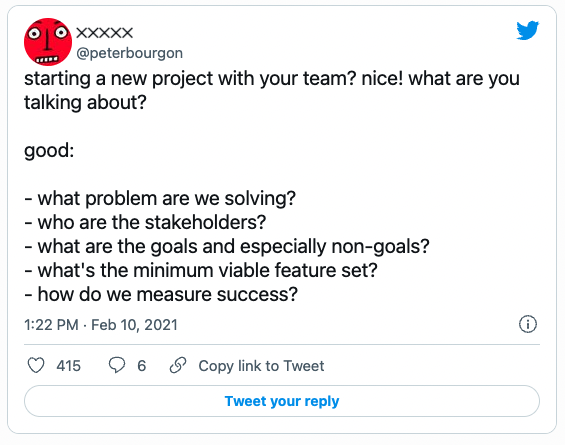 xxxxx
@peterbourgon
starting a new project with your team? nice! what are you
talking about?
good:
- what problem are we solving?
- who are the stakeholders?
- what are the goals and especially non-goals?
- what's the minimum viable feature set?
- how do we measure success?
1:22 PM · Feb 10, 2021
415 6 Copy link to Tweet
Tweet your reply